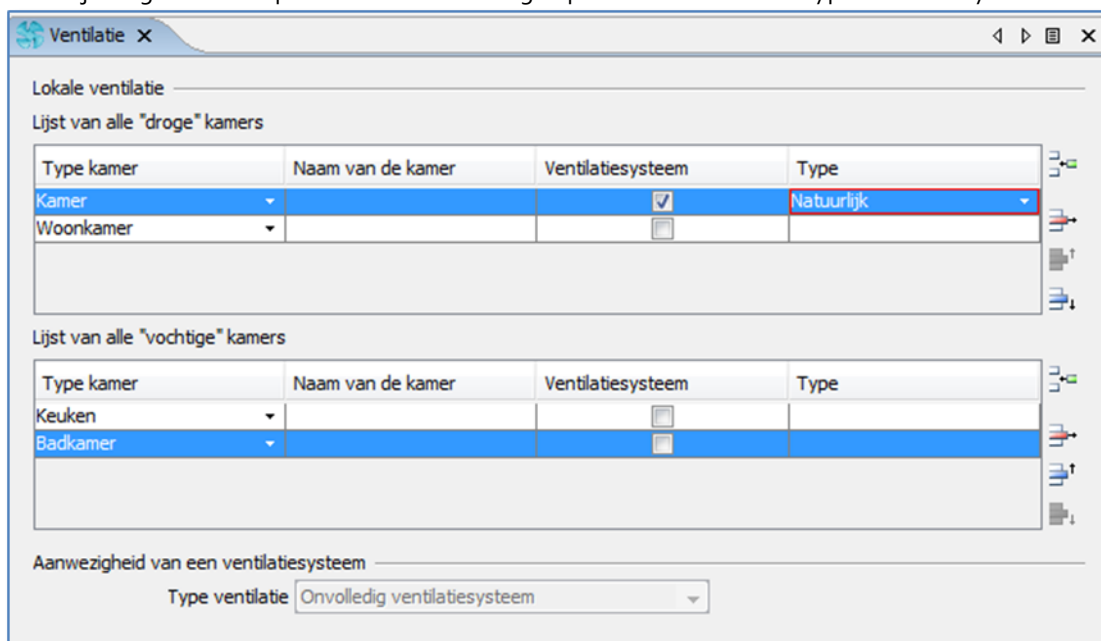 Ventilatie
Lokale ventilatie
Lijst van alle "droge" kamers
Type kamer Naam van de kamer Ventilatiesysteem Type
Kamer Natuurlijk
Woonkamer
Lijst van alle "vochtige" kamers
Type kamer Naam van de kamer Ventilatiesysteem Type
Keuken
Badkamer
Aanwezigheid van een ventilatiesysteem
Type ventilatie Onvolledig ventilatiesysteem